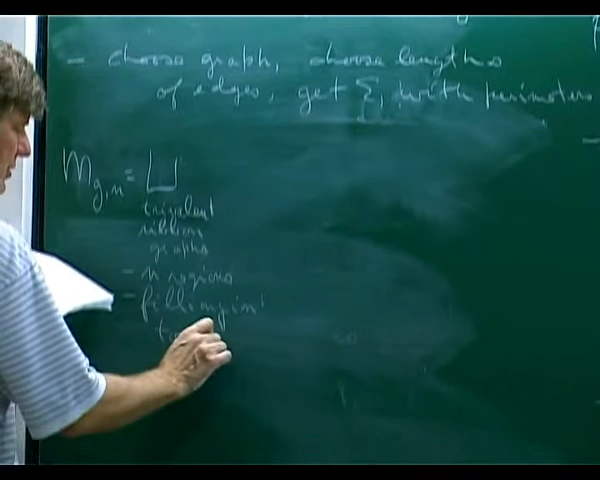 - choose graph, choose lengths
of edges, get Σ, with perimeters
M_{g,n} = ⊔
trivalent
ribbon
graphs
- n regions
- filling in